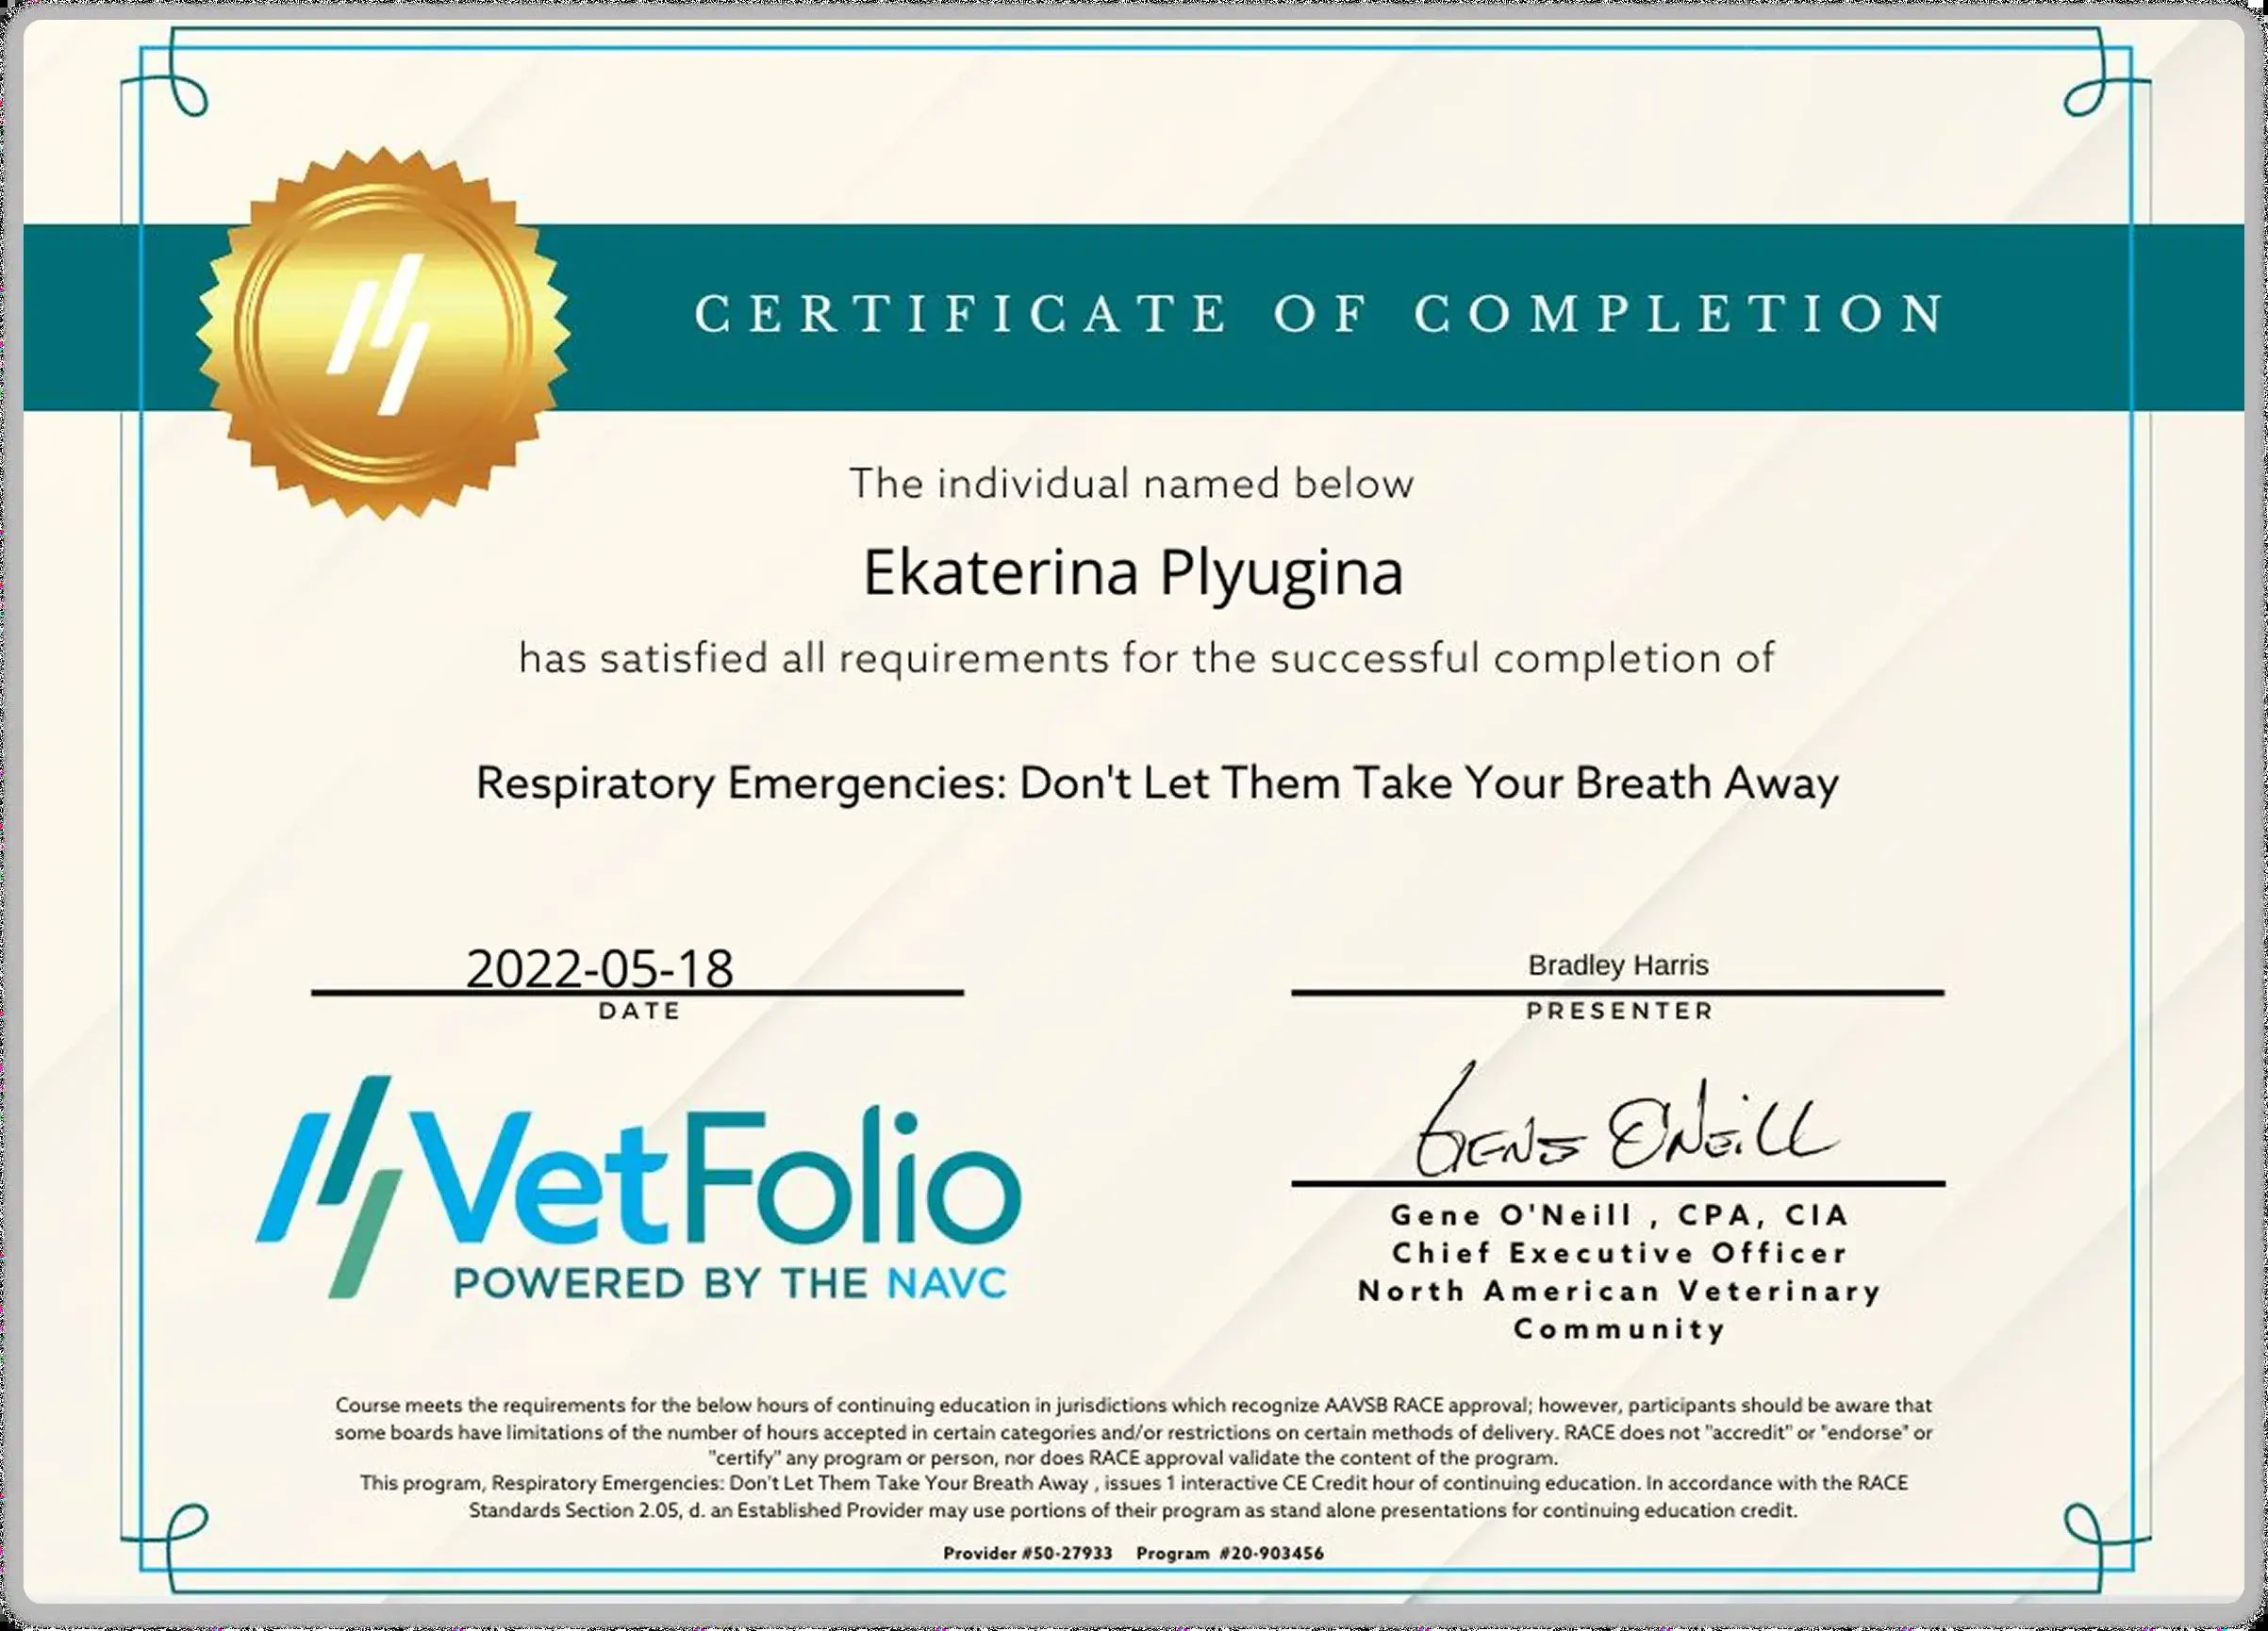 CERTIFICATE OF COMPLETION
The individual named below
Ekaterina Plyugina
has satisfied all requirements for the successful completion of
Respiratory Emergencies: Don't Let Them Take Your Breath Away
2022-05-18
DATE
Bradley Harris
PRESENTER
VetFolio
POWERED BY THE NAVC
Gene O'Neill
Gene O'Neill , CPA, CIA
Chief Executive Officer
North American Veterinary
Community
Course meets the requirements for the below hours of continuing education in jurisdictions which recognize AAVSB RACE approval; however, participants should be aware that
some boards have limitations of the number of hours accepted in certain categories and/or restrictions on certain methods of delivery. RACE does not "accredit" or "endorse" or
"certify" any program or person, nor does RACE approval validate the content of the program.
This program, Respiratory Emergencies: Don't Let Them Take Your Breath Away , issues 1 interactive CE Credit hour of continuing education. In accordance with the RACE
Standards Section 2.05, d. an Established Provider may use portions of their program as stand alone presentations for continuing education credit.
Provider #50-27933 Program #20-903456